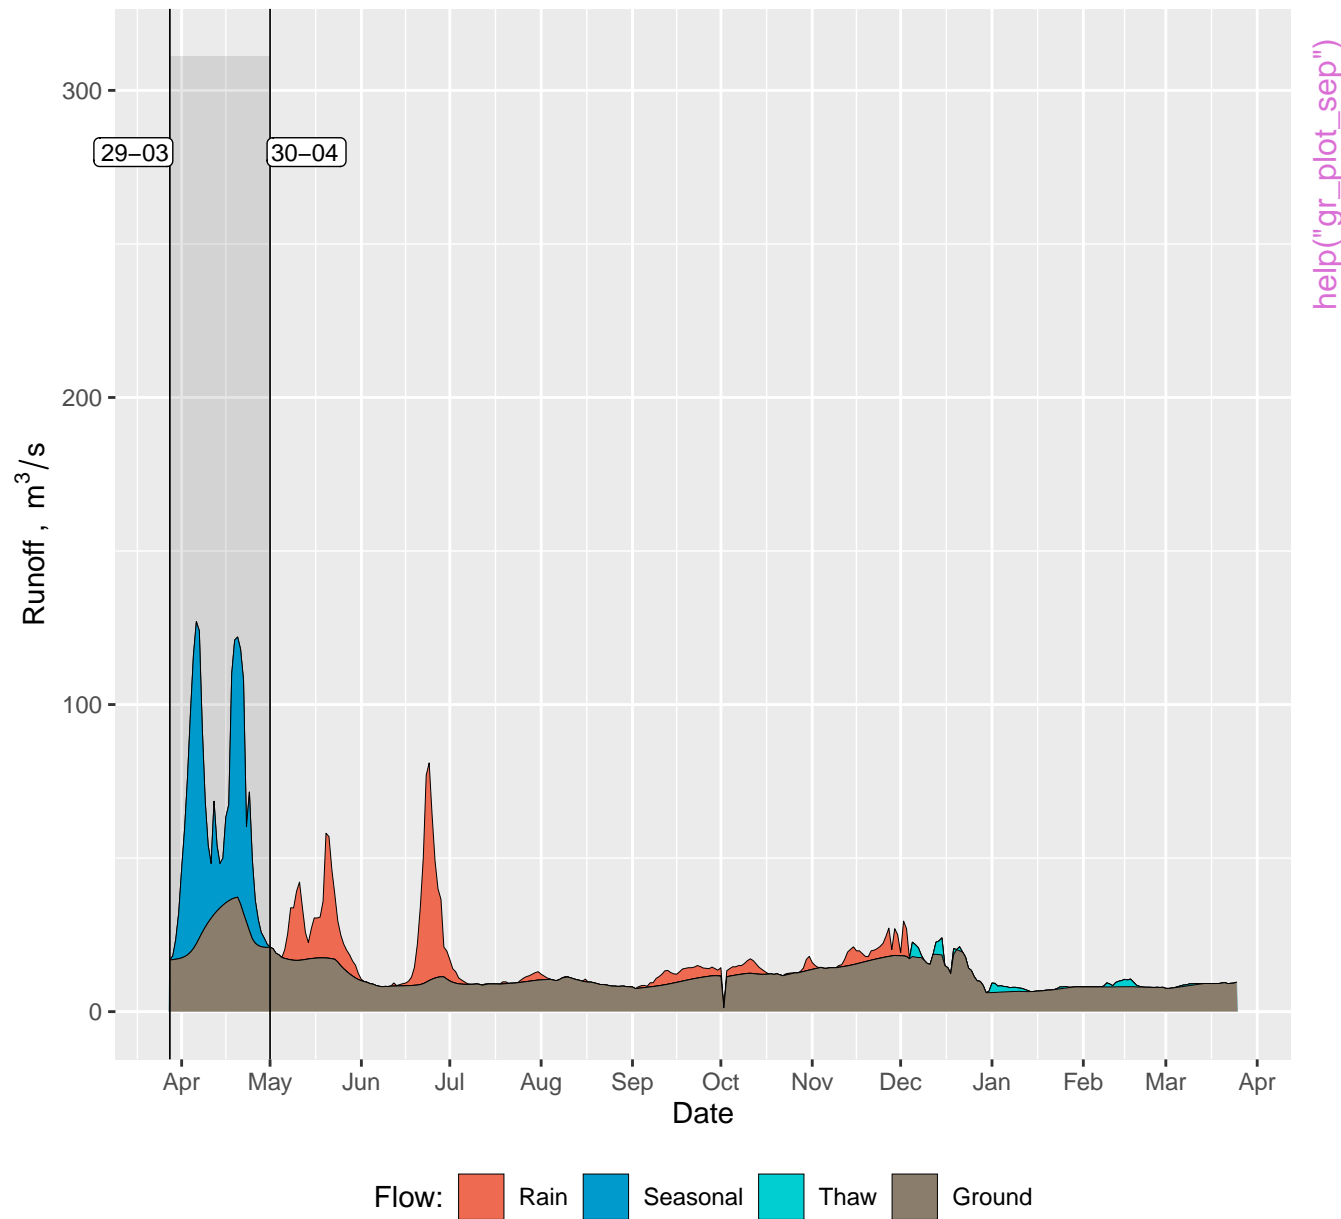 300
200
100
0
29−03
30−04
Runoff , m³/s
help("gr_plot_sep")
Apr May Jun Jul Aug Sep Oct Nov Dec Jan Feb Mar Apr
Date
Flow: Rain Seasonal Thaw Ground